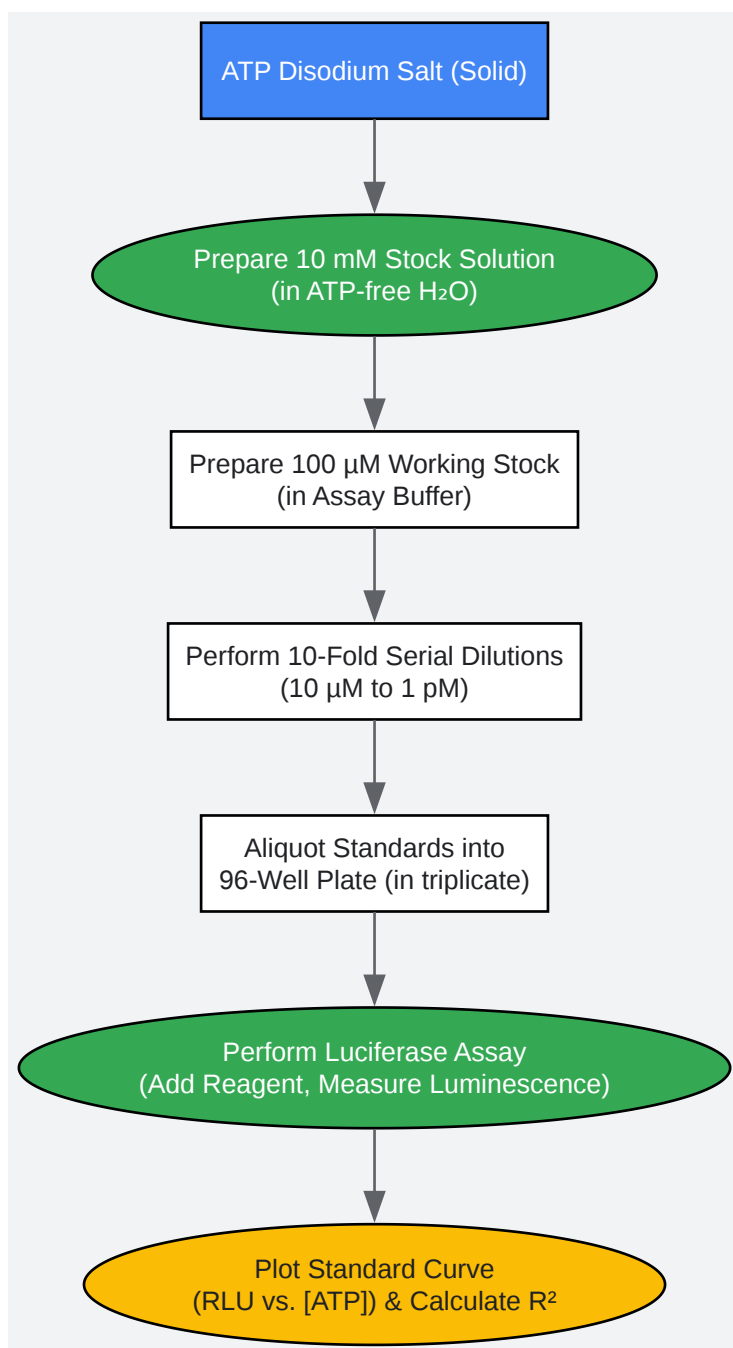 ATP Disodium Salt (Solid)
Prepare 10 mM Stock Solution
(in ATP-free H₂O)
Prepare 100 µM Working Stock
(in Assay Buffer)
Perform 10-Fold Serial Dilutions
(10 µM to 1 pM)
Aliquot Standards into
96-Well Plate (in triplicate)
Perform Luciferase Assay
(Add Reagent, Measure Luminescence)
Plot Standard Curve
(RLU vs. [ATP]) & Calculate R²